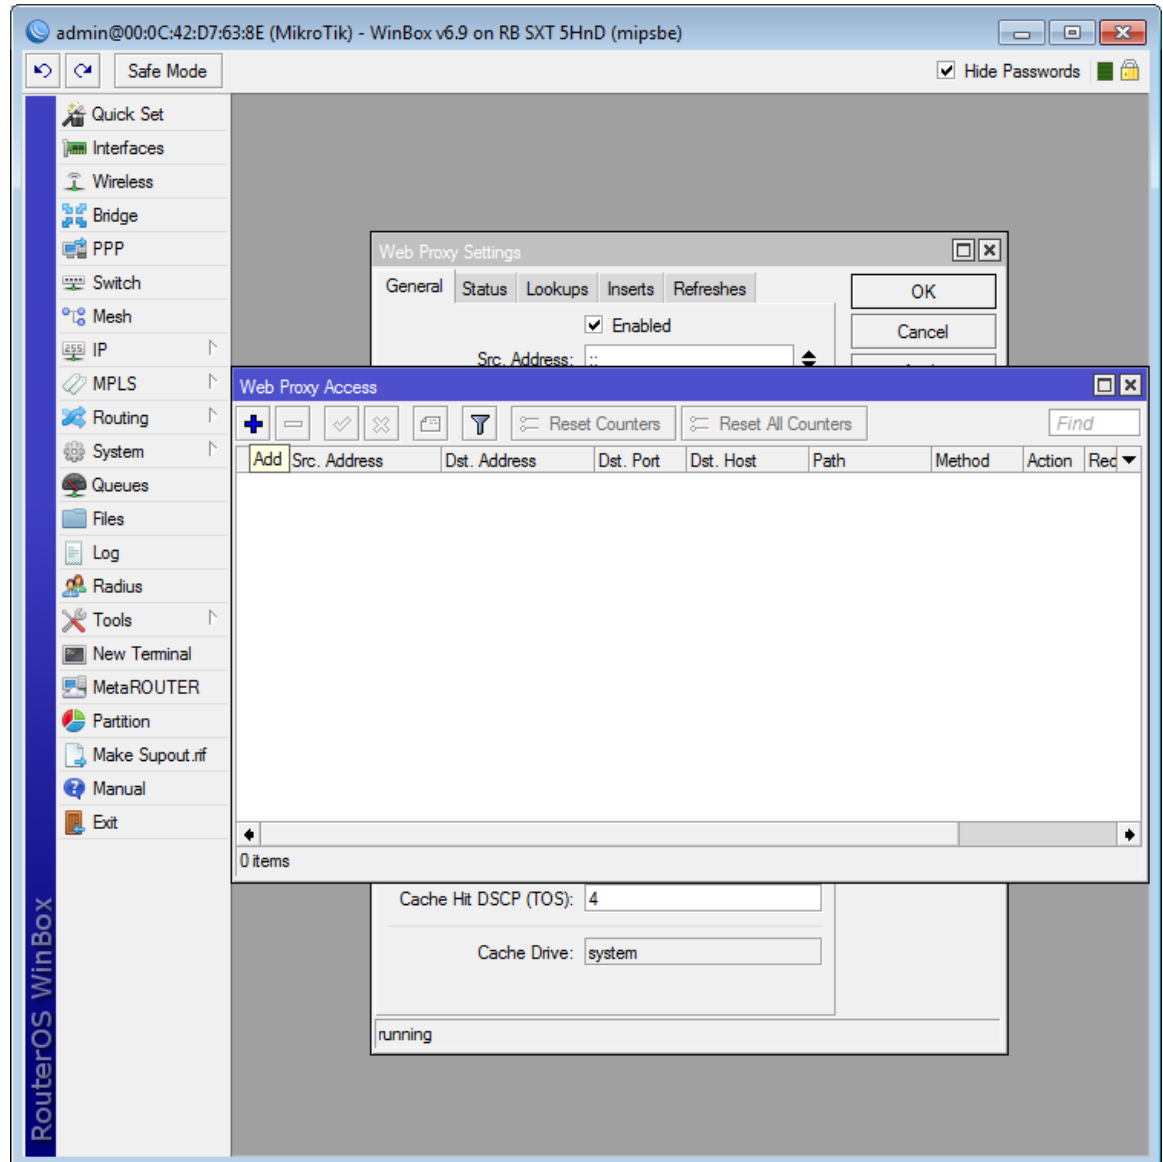 admin@00:0C:42:D7:63:8E (MikroTik) - WinBox v6.9 on RB SXT 5HnD (mipsbe)
Safe Mode
Hide Passwords
Quick Set
Interfaces
Wireless
Bridge
PPP
Switch
Mesh
255 IP
MPLS
Routing
System
Queues
Files
Log
Radius
Tools
New Terminal
MetaROUTER
Partition
Make Supout.rif
Manual
Exit
RouterOS WinBox
Web Proxy Settings
General Status Lookups Inserts Refreshes
OK
Enabled
Cancel
Src. Address: ::
Web Proxy Access
Reset Counters Reset All Counters Find
Add Src. Address Dst. Address Dst. Port Dst. Host Path Method Action Red
0 items
Cache Hit DSCP (TOS): 4
Cache Drive: system
running